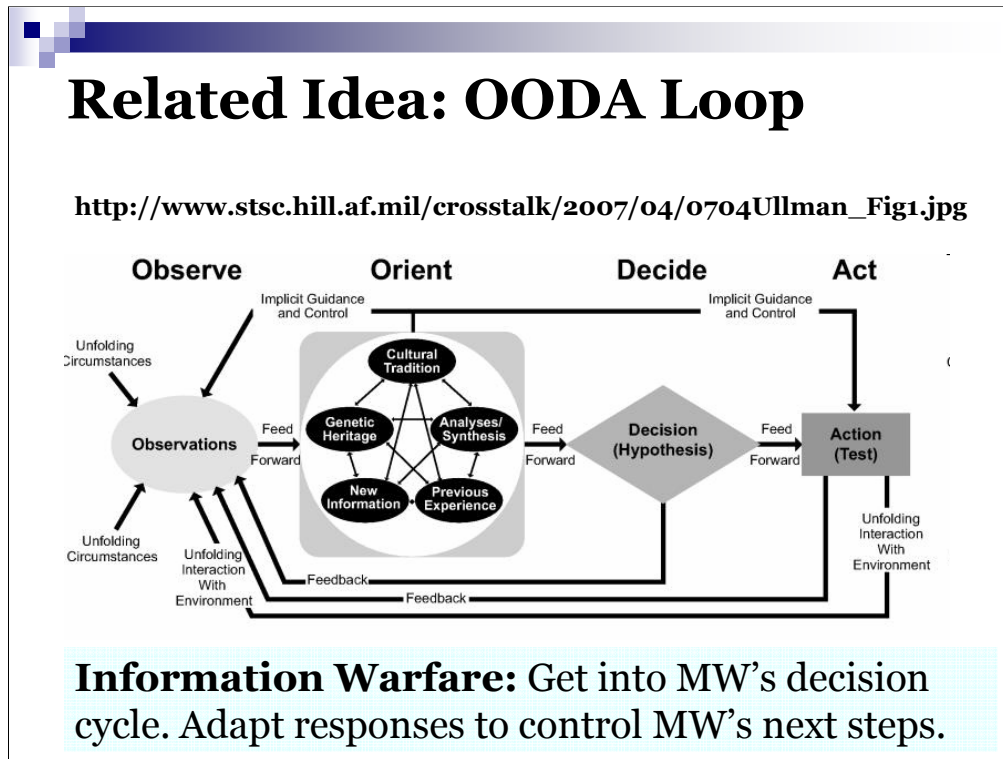 Related Idea: OODA Loop
http://www.stsc.hill.af.mil/crosstalk/2007/04/0704Ullman_Fig1.jpg
Observe
Orient
Decide
Act
Implicit Guidance
and Control
Implicit Guidance
and Control
Unfolding
Circumstances
Cultural
Tradition
Genetic
Heritage
Analyses/
Synthesis
New
Information
Previous
Experience
Observations
Feed
Forward
Feed
Forward
Decision
(Hypothesis)
Feed
Forward
Action
(Test)
Unfolding
Circumstances
Unfolding
Interaction
With
Environment
Unfolding
Interaction
With
Environment
Feedback
Feedback
Information Warfare: Get into MW’s decision
cycle. Adapt responses to control MW’s next steps.